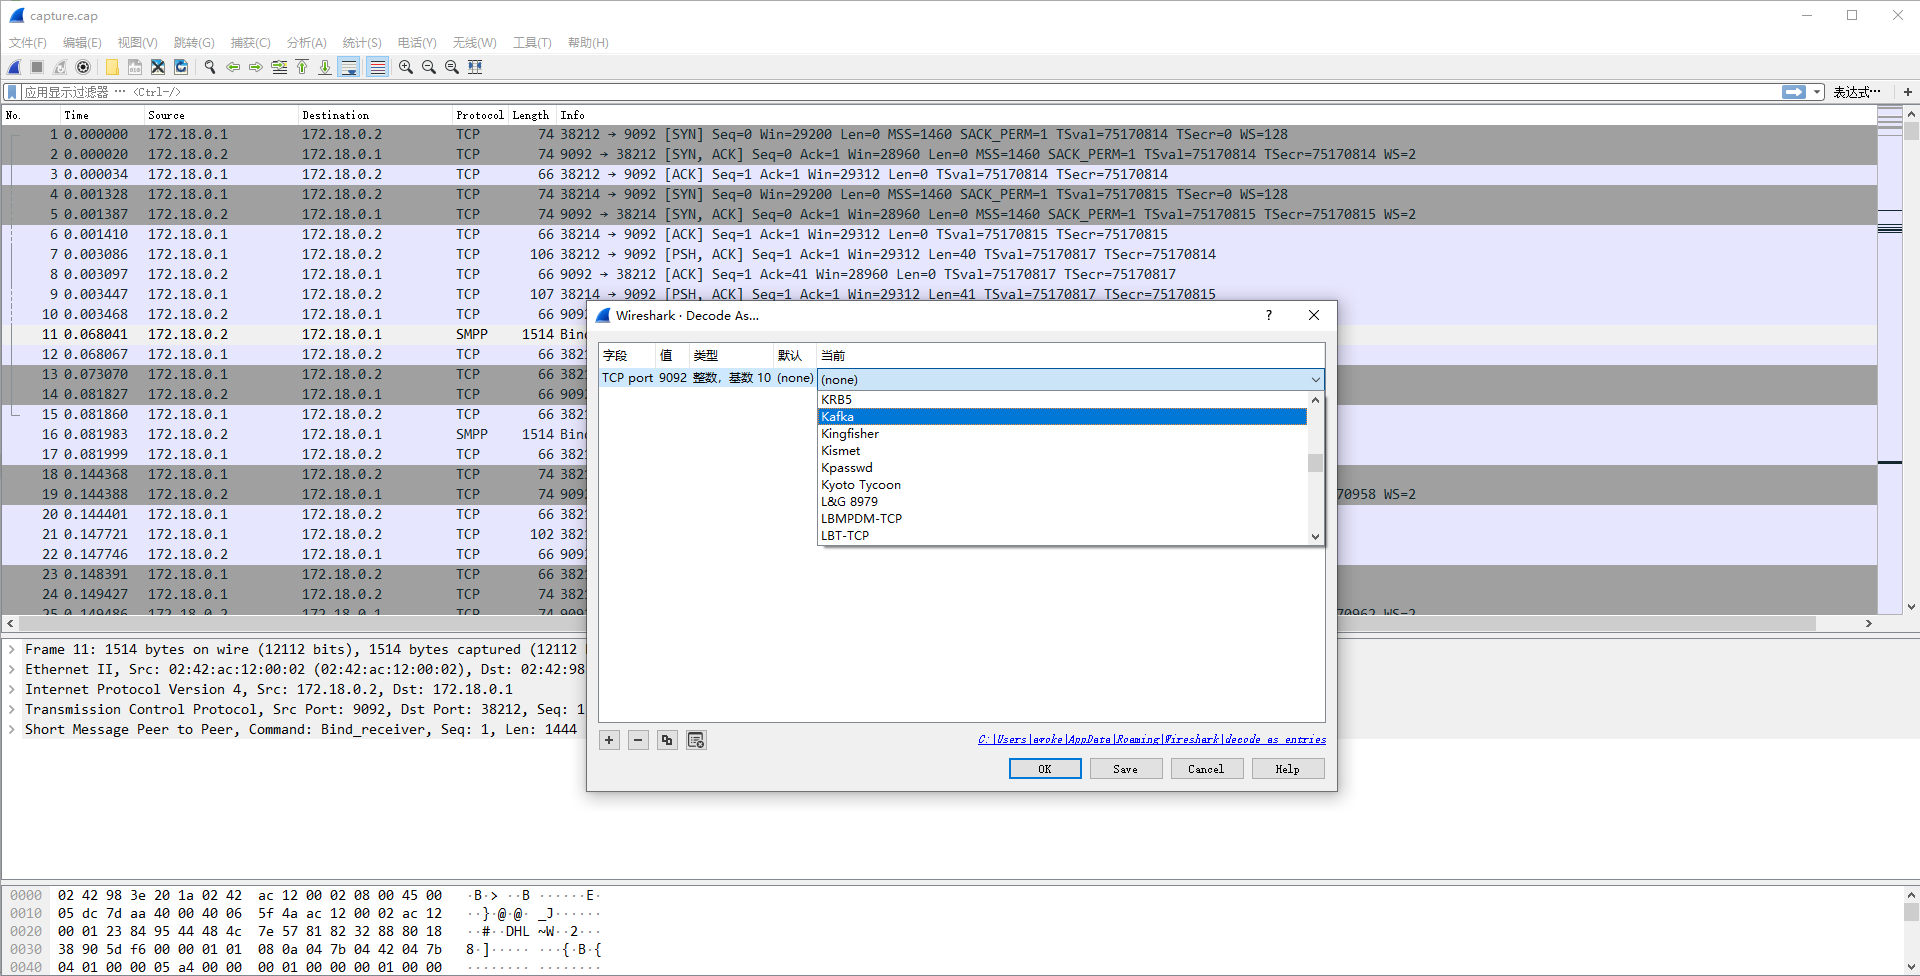 capture.cap
文件(F) 编辑(E) 视图(V) 跳转(G) 捕获(C) 分析(A) 统计(S) 电话(Y) 无线(W) 工具(T) 帮助(H)
应用显示过滤器 … <Ctrl-/> 表达式…
No. Time Source Destination Protocol Length Info
1 0.000000 172.18.0.1 172.18.0.2 TCP 74 38212 → 9092 [SYN] Seq=0 Win=29200 Len=0 MSS=1460 SACK_PERM=1 TSval=75170814 TSecr=0 WS=128
2 0.000020 172.18.0.2 172.18.0.1 TCP 74 9092 → 38212 [SYN, ACK] Seq=0 Ack=1 Win=28960 Len=0 MSS=1460 SACK_PERM=1 TSval=75170814 TSecr=75170814 WS=2
3 0.000034 172.18.0.1 172.18.0.2 TCP 66 38212 → 9092 [ACK] Seq=1 Ack=1 Win=29312 Len=0 TSval=75170814 TSecr=75170814
4 0.001328 172.18.0.1 172.18.0.2 TCP 74 38214 → 9092 [SYN] Seq=0 Win=29200 Len=0 MSS=1460 SACK_PERM=1 TSval=75170815 TSecr=0 WS=128
5 0.001387 172.18.0.2 172.18.0.1 TCP 74 9092 → 38214 [SYN, ACK] Seq=0 Ack=1 Win=28960 Len=0 MSS=1460 SACK_PERM=1 TSval=75170815 TSecr=75170815 WS=2
6 0.001410 172.18.0.1 172.18.0.2 TCP 66 38214 → 9092 [ACK] Seq=1 Ack=1 Win=29312 Len=0 TSval=75170815 TSecr=75170815
7 0.003086 172.18.0.1 172.18.0.2 TCP 106 38212 → 9092 [PSH, ACK] Seq=1 Ack=1 Win=29312 Len=40 TSval=75170817 TSecr=75170814
8 0.003097 172.18.0.2 172.18.0.1 TCP 66 9092 → 38212 [ACK] Seq=1 Ack=41 Win=28960 Len=0 TSval=75170817 TSecr=75170817
9 0.003447 172.18.0.1 172.18.0.2 TCP 107 38214 → 9092 [PSH, ACK] Seq=1 Ack=1 Win=29312 Len=41 TSval=75170817 TSecr=75170815
10 0.003468 172.18.0.2 172.18.0.1 TCP 66 909
11 0.068041 172.18.0.2 172.18.0.1 SMPP 1514 Bin
12 0.068067 172.18.0.1 172.18.0.2 TCP 66 382
13 0.073070 172.18.0.1 172.18.0.2 TCP 66 382
14 0.081827 172.18.0.2 172.18.0.1 TCP 66 909
15 0.081860 172.18.0.1 172.18.0.2 TCP 66 382
16 0.081983 172.18.0.2 172.18.0.1 SMPP 1514 Bin
17 0.081999 172.18.0.1 172.18.0.2 TCP 66 382
18 0.144368 172.18.0.1 172.18.0.2 TCP 74 382
19 0.144388 172.18.0.2 172.18.0.1 TCP 74 909 70958 WS=2
20 0.144401 172.18.0.1 172.18.0.2 TCP 66 382
21 0.147721 172.18.0.1 172.18.0.2 TCP 102 382
22 0.147746 172.18.0.2 172.18.0.1 TCP 66 909
23 0.148391 172.18.0.1 172.18.0.2 TCP 66 382
24 0.149427 172.18.0.1 172.18.0.2 TCP 74 382
25 0.149486 172.18.0.2 172.18.0.1 TCP 74 909 70962 WS=2
Wireshark · Decode As...
字段 值 类型 默认 当前
TCP port 9092 整数，基数 10 (none) (none)
KRB5
Kafka
Kingfisher
Kismet
Kpasswd
Kyoto Tycoon
L&G 8979
LBMPDM-TCP
LBT-TCP
C:\Users\evoke\AppData\Roaming\Wireshark\decode_as_entries
OK Save Cancel Help
Frame 11: 1514 bytes on wire (12112 bits), 1514 bytes captured (12112
Ethernet II, Src: 02:42:ac:12:00:02 (02:42:ac:12:00:02), Dst: 02:42:98
Internet Protocol Version 4, Src: 172.18.0.2, Dst: 172.18.0.1
Transmission Control Protocol, Src Port: 9092, Dst Port: 38212, Seq: 1
Short Message Peer to Peer, Command: Bind_receiver, Seq: 1, Len: 1444
0000 02 42 98 3e 20 1a 02 42 ac 12 00 02 08 00 45 00 ·B·> ··B ······E·
0010 05 dc 7d aa 40 00 40 06 5f 4a ac 12 00 02 ac 12 ··}·@·@· _J······
0020 00 01 23 84 95 44 48 4c 7e 57 81 82 32 88 80 18 ··#··DHL ~W··2···
0030 38 90 5d f6 00 00 01 01 08 0a 04 7b 04 42 04 7b 8·]····· ···{·B·{
0040 04 01 00 00 05 a4 00 00 00 01 00 00 00 01 00 00 ········ ········